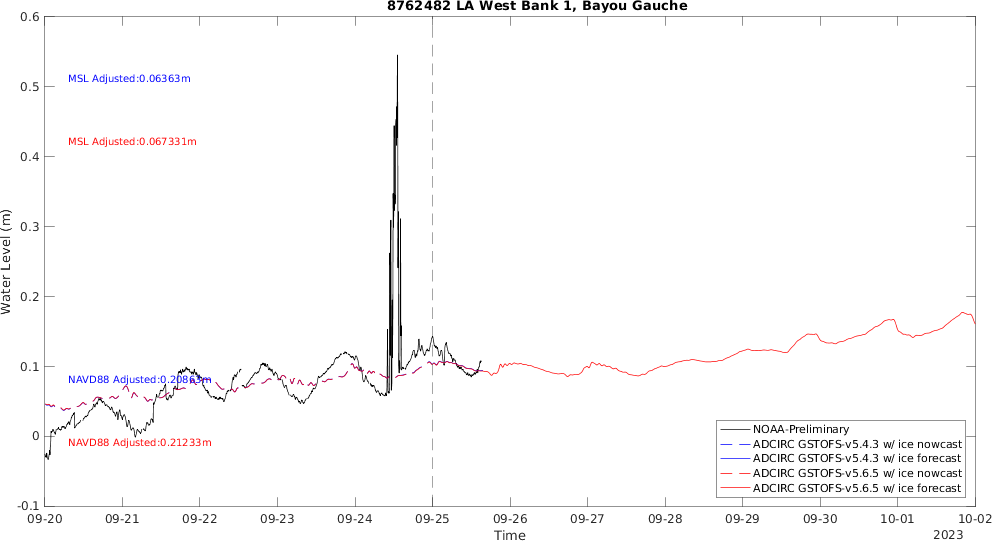 8762482 LA West Bank 1, Bayou Gauche
0.6
0.5
0.4
0.3
0.2
0.1
0
-0.1
Water Level (m)
MSL Adjusted:0.06363m
MSL Adjusted:0.067331m
NAVD88 Adjusted:0.20863m
NAVD88 Adjusted:0.21233m
NOAA-Preliminary
ADCIRC GSTOFS-v5.4.3 w/ ice nowcast
ADCIRC GSTOFS-v5.4.3 w/ ice forecast
ADCIRC GSTOFS-v5.6.5 w/ ice nowcast
ADCIRC GSTOFS-v5.6.5 w/ ice forecast
09-20 09-21 09-22 09-23 09-24 09-25 09-26 09-27 09-28 09-29 09-30 10-01 10-02
Time
2023